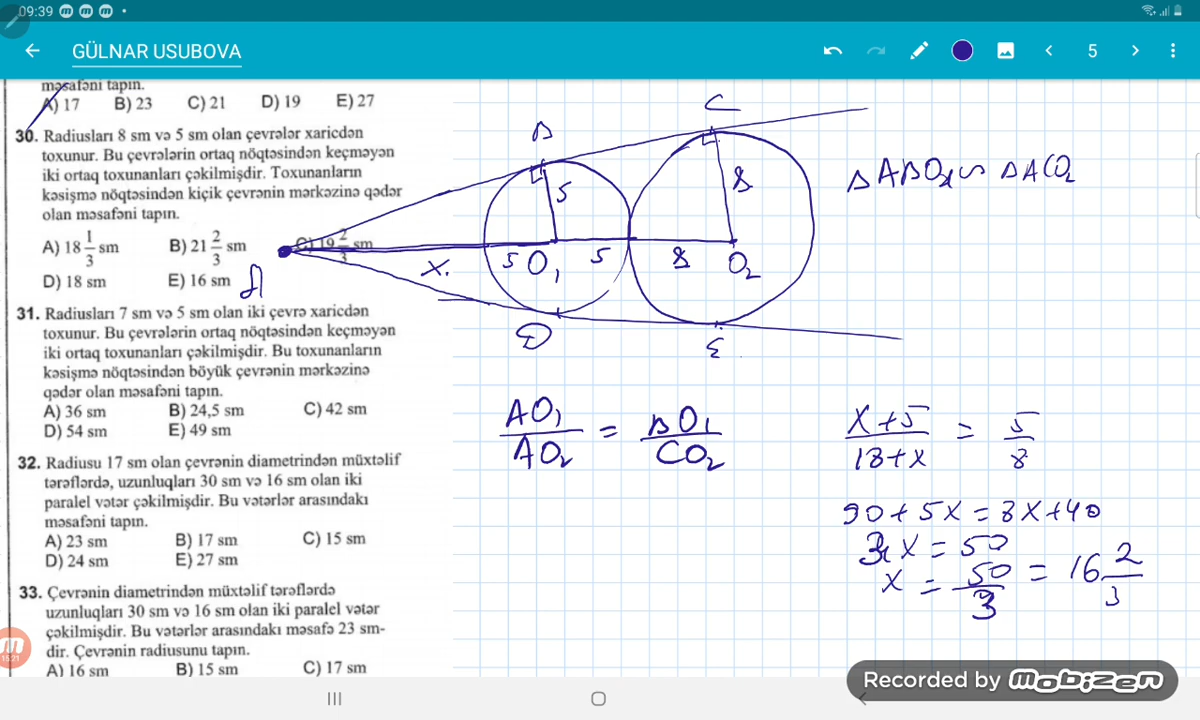 09:39
GÜLNAR USUBOVA
5
məsafəni tapın.
A) 17 B) 23 C) 21 D) 19 E) 27
30. Radiusları 8 sm və 5 sm olan çevrələr xaricdən
toxunur. Bu çevrələrin ortaq nöqtəsindən keçməyən
iki ortaq toxunanları çəkilmişdir. Toxunanların
kəsişmə nöqtəsindən kiçik çevrənin mərkəzinə qədər
olan məsafəni tapın.
A) 18 1/3 sm B) 21 2/3 sm C) 19 2/3 sm
D) 18 sm E) 16 sm
31. Radiusları 7 sm və 5 sm olan iki çevrə xaricdən
toxunur. Bu çevrələrin ortaq nöqtəsindən keçməyən
iki ortaq toxunanları çəkilmişdir. Bu toxunanların
kəsişmə nöqtəsindən böyük çevrənin mərkəzinə
qədər olan məsafəni tapın.
A) 36 sm B) 24,5 sm C) 42 sm
D) 54 sm E) 49 sm
32. Radiusu 17 sm olan çevrənin diametrindən müxtəlif
tərəflərdə, uzunluqları 30 sm və 16 sm olan iki
paralel vətər çəkilmişdir. Bu vətərlər arasındakı
məsafəni tapın.
A) 23 sm B) 17 sm C) 15 sm
D) 24 sm E) 27 sm
33. Çevrənin diametrindən müxtəlif tərəflərdə
uzunluqları 30 sm və 16 sm olan iki paralel vətər
çəkilmişdir. Bu vətərlər arasındakı məsafə 23 sm-
dir. Çevrənin radiusunu tapın.
A) 16 sm B) 15 sm C) 17 sm
B
C
5
8
A
x.
5 O₁ 5 8 O₂
D
E
△ABO₁ ∽ △ACO₂
AO₁/AO₂ = BO₁/CO₂
x+5/18+x = 5/8
90+5x=8x+40
3x=50
x = 50/3 = 16 2/3
15:21
Recorded by mobizen